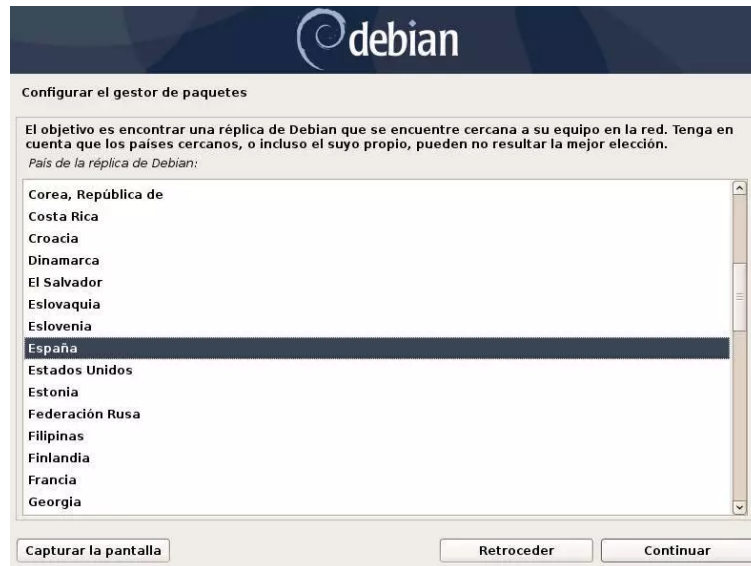 debian
Configurar el gestor de paquetes
El objetivo es encontrar una réplica de Debian que se encuentre cercana a su equipo en la red. Tenga en
cuenta que los países cercanos, o incluso el suyo propio, pueden no resultar la mejor elección.
País de la réplica de Debian:
Corea, República de
Costa Rica
Croacia
Dinamarca
El Salvador
Eslovaquia
Eslovenia
España
Estados Unidos
Estonia
Federación Rusa
Filipinas
Finlandia
Francia
Georgia
Capturar la pantalla
Retroceder
Continuar